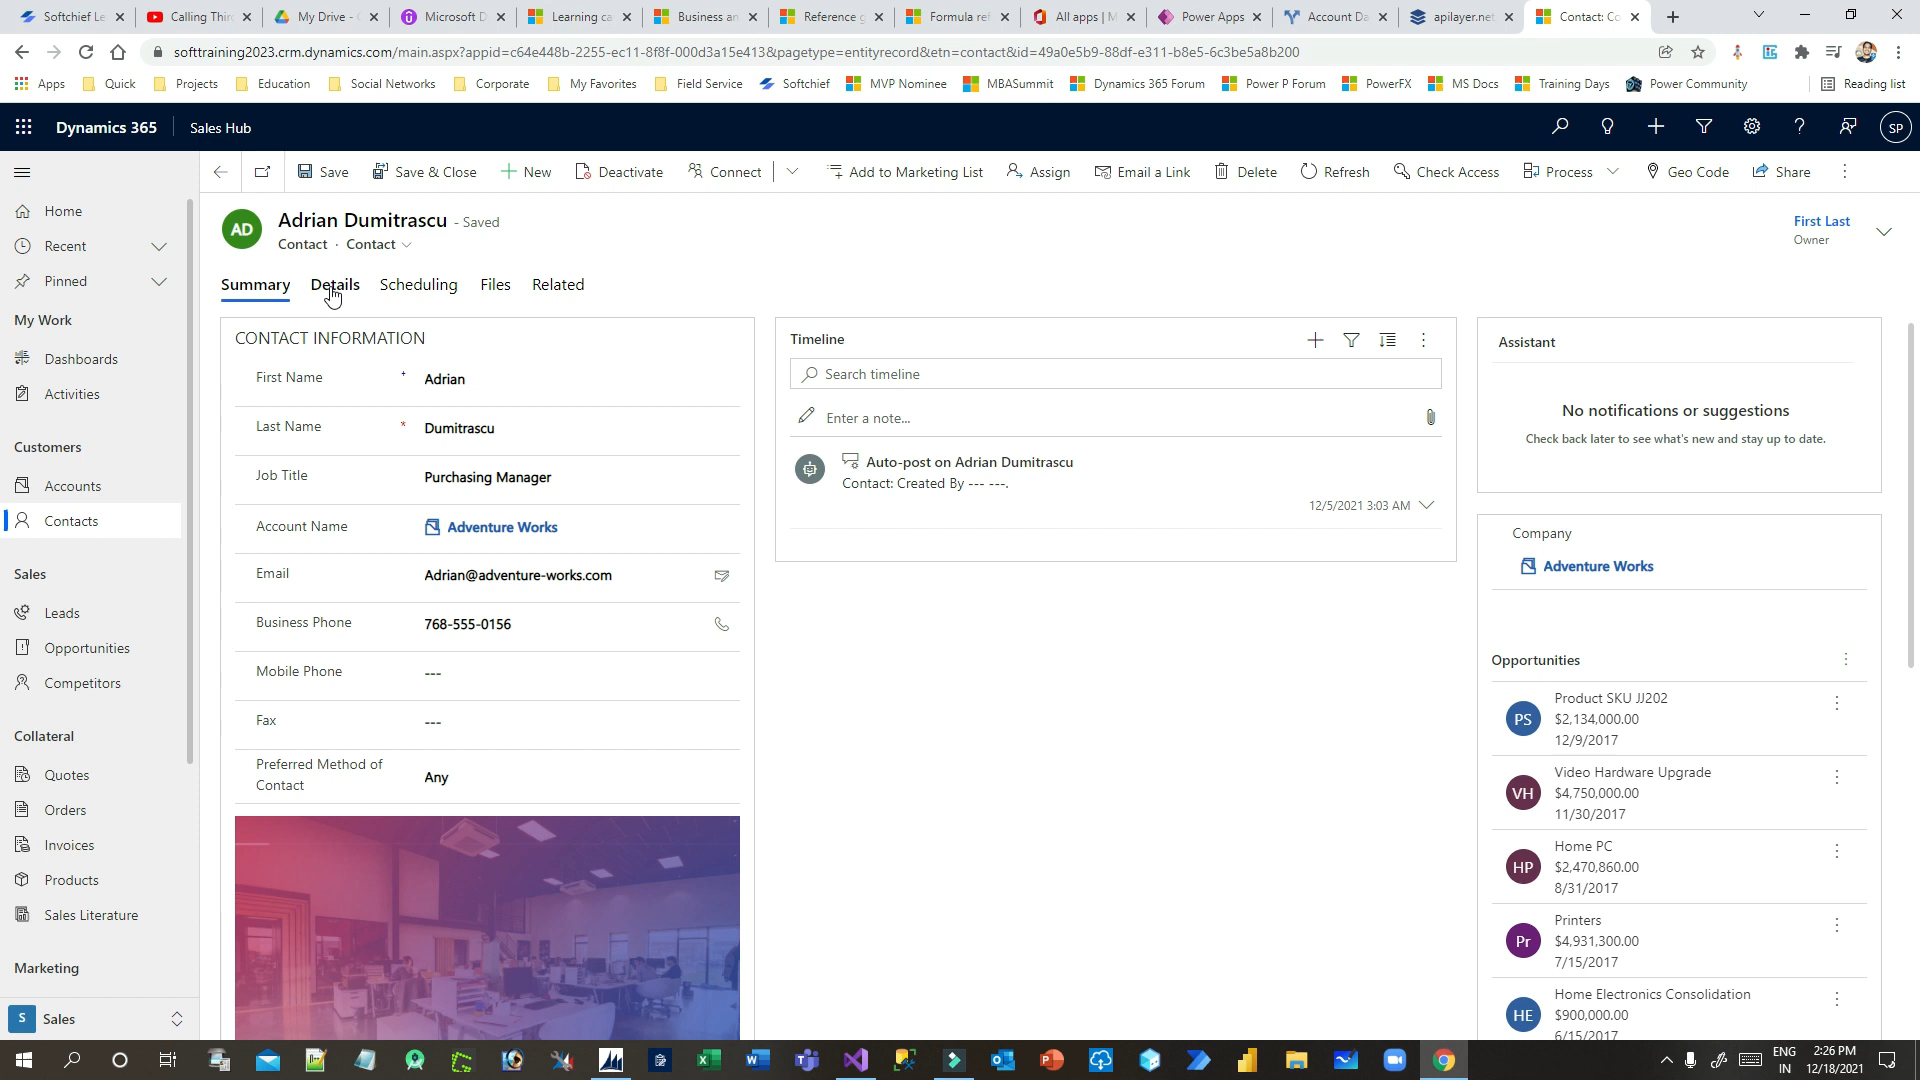 Softchief Le
Calling Thir
My Drive -
Microsoft D
Learning ca
Business an
Reference g
Formula ref
All apps | M
Power Apps
Account Da
apilayer.net
Contact: Co
softtraining2023.crm.dynamics.com/main.aspx?appid=c64e448b-2255-ec11-8f8f-000d3a15e413&pagetype=entityrecord&etn=contact&id=49a0e5b9-88df-e311-b8e5-6c3be5a8b200
Apps
Quick
Projects
Education
Social Networks
Corporate
My Favorites
Field Service
Softchief
MVP Nominee
MBASummit
Dynamics 365 Forum
Power P Forum
PowerFX
MS Docs
Training Days
Power Community
Reading list
Dynamics 365
Sales Hub
SP
Save
Save & Close
New
Deactivate
Connect
Add to Marketing List
Assign
Email a Link
Delete
Refresh
Check Access
Process
Geo Code
Share
Home
Recent
Pinned
My Work
Dashboards
Activities
Customers
Accounts
Contacts
Sales
Leads
Opportunities
Competitors
Collateral
Quotes
Orders
Invoices
Products
Sales Literature
Marketing
S Sales
AD
Adrian Dumitrascu - Saved
Contact · Contact
First Last
Owner
Summary
Details
Scheduling
Files
Related
CONTACT INFORMATION
First Name + Adrian
Last Name * Dumitrascu
Job Title Purchasing Manager
Account Name Adventure Works
Email Adrian@adventure-works.com
Business Phone 768-555-0156
Mobile Phone ---
Fax ---
Preferred Method of
Contact
Any
Timeline
Search timeline
Enter a note...
Auto-post on Adrian Dumitrascu
Contact: Created By --- ---.
12/5/2021 3:03 AM
Assistant
No notifications or suggestions
Check back later to see what's new and stay up to date.
Company
Adventure Works
Opportunities
PS
Product SKU JJ202
$2,134,000.00
12/9/2017
VH
Video Hardware Upgrade
$4,750,000.00
11/30/2017
HP
Home PC
$2,470,860.00
8/31/2017
Pr
Printers
$4,931,300.00
7/15/2017
HE
Home Electronics Consolidation
$900,000.00
6/15/2017
ENG
IN
2:26 PM
12/18/2021